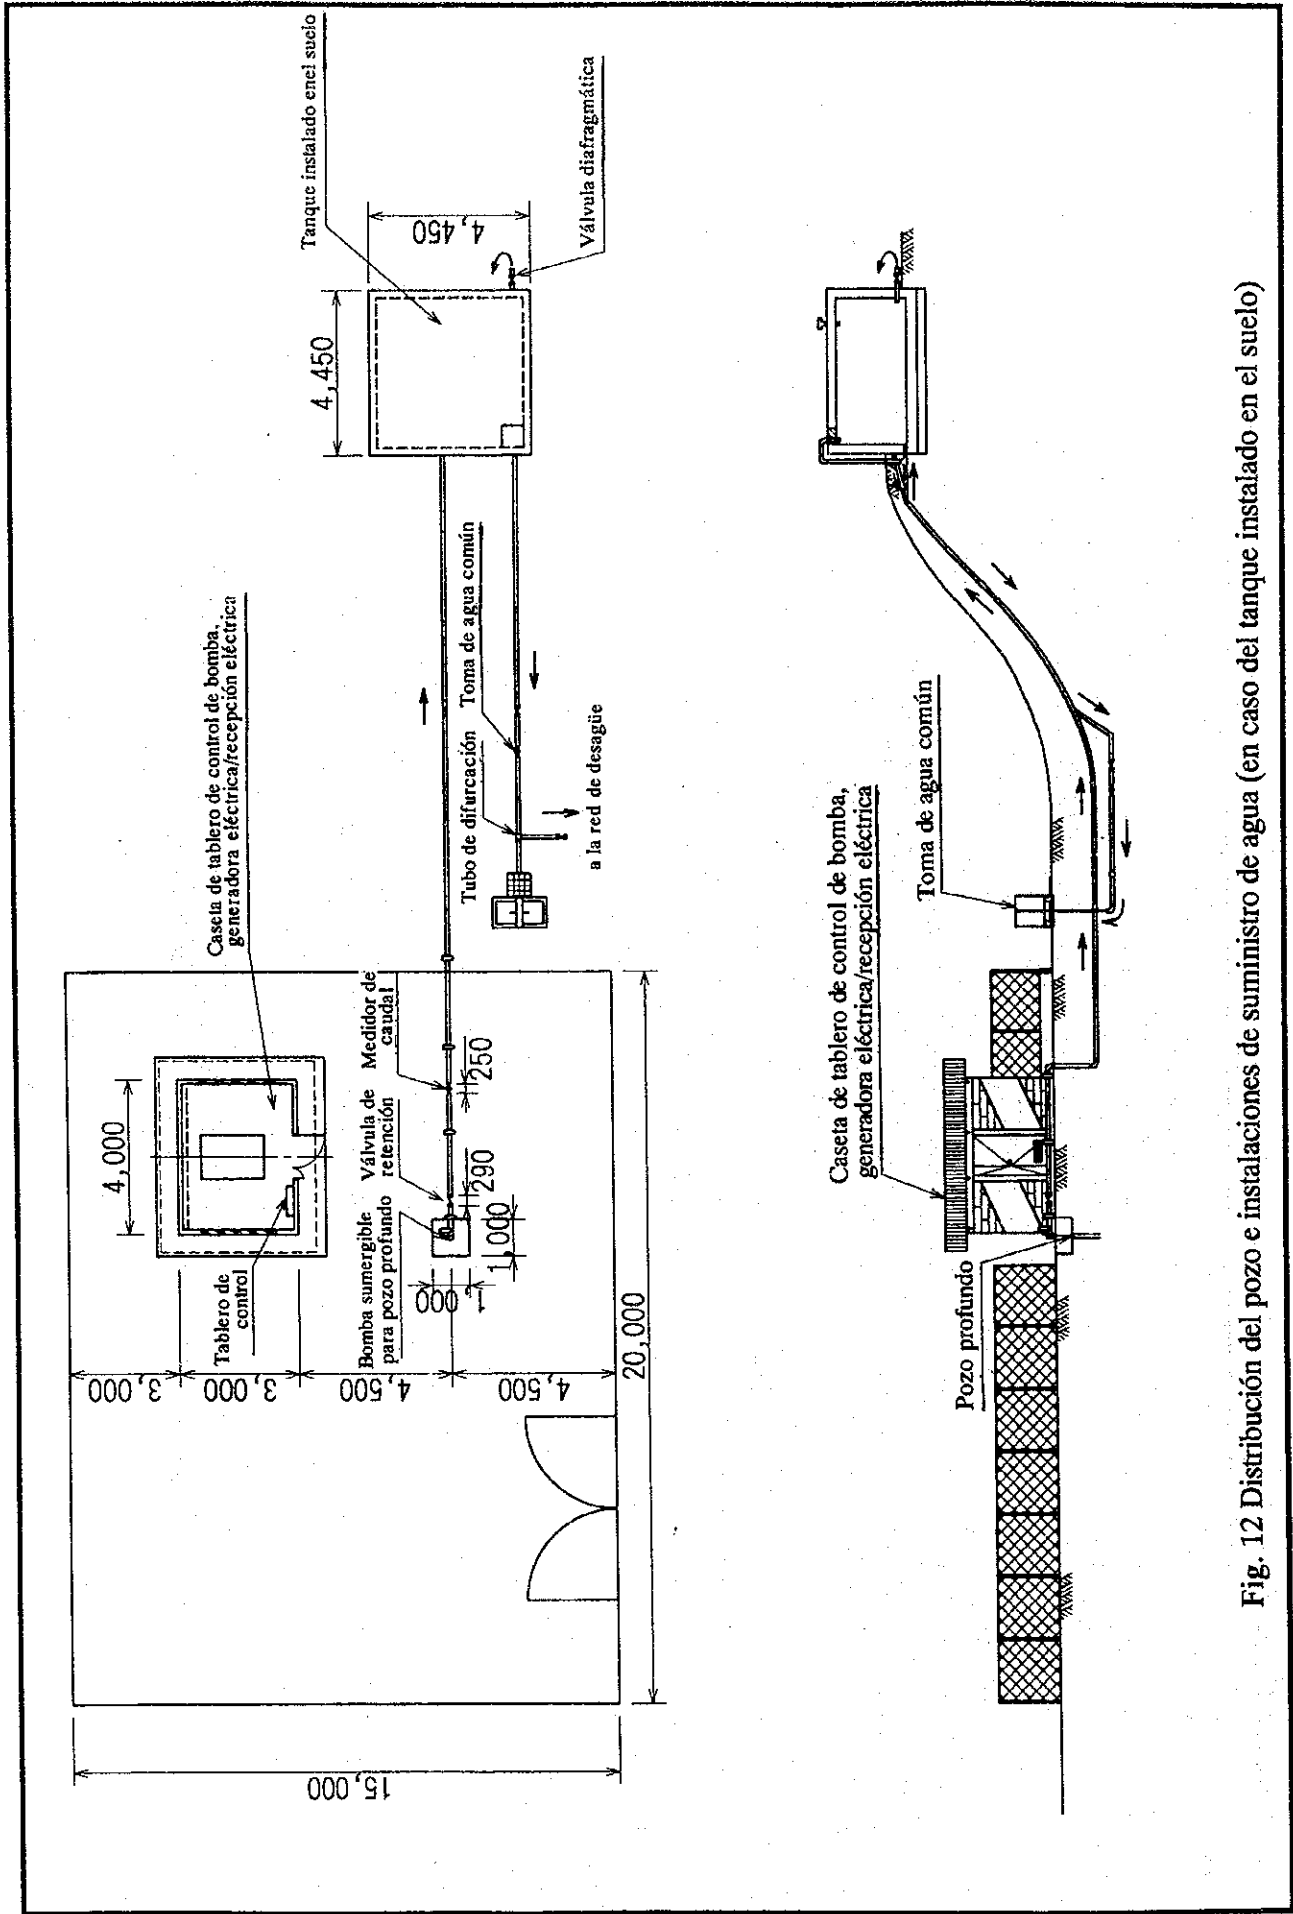 Tanque instalado enel suelo
4,450
4,450
Válvula diafragmática
Caseta de tablero de control de bomba,
generadora eléctrica/recepción eléctrica
Toma de agua común
Tubo de difurcación
a la red de desagüe
4,000
Tablero de
control
Medidor de
caudal
250
Válvula de
retención
290
Bomba sumergible
para pozo profundo
1,000
1,000
3,000
3,000
4,500
4,500
20,000
15,000
Caseta de tablero de control de bomba,
generadora eléctrica/recepción eléctrica
Toma de agua común
Pozo profundo
Fig. 12 Distribución del pozo e instalaciones de suministro de agua (en caso del tanque instalado en el suelo)